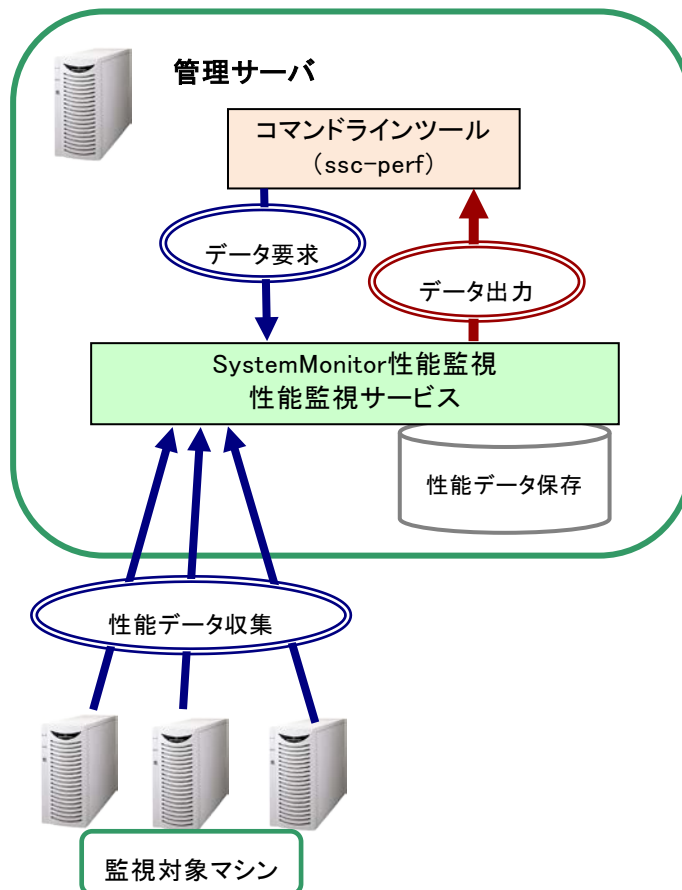 管理サーバ
コマンドラインツール
(ssc-perf)
データ要求
データ出力
SystemMonitor性能監視
性能監視サービス
性能データ保存
性能データ収集
監視対象マシン